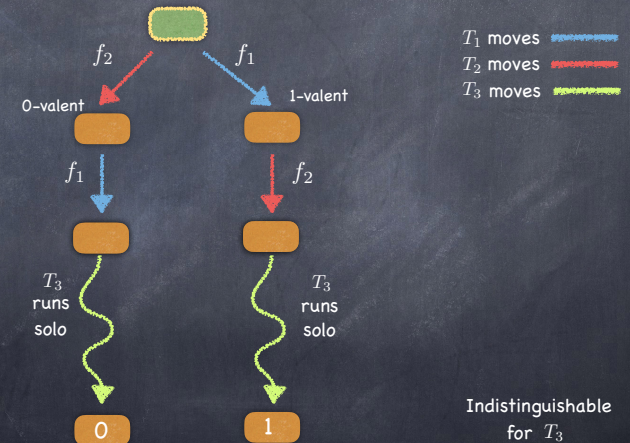 f₂
f₁
T₁ moves
T₂ moves
T₃ moves
0-valent
1-valent
f₁
f₂
T₃
runs
solo
T₃
runs
solo
0
1
Indistinguishable
for T₃